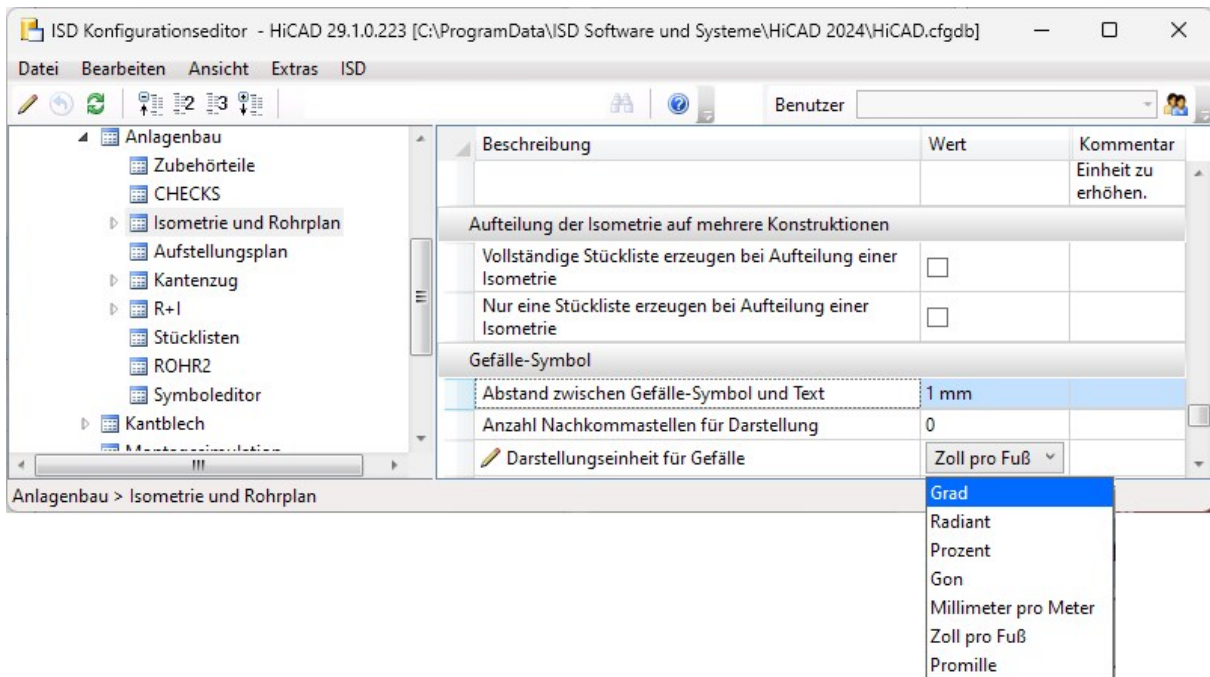 ISD Konfigurationseditor - HiCAD 29.1.0.223 [C:\ProgramData\ISD Software und Systeme\HiCAD 2024\HiCAD.cfgdb]
Datei Bearbeiten Ansicht Extras ISD
2 3 Benutzer
Anlagenbau
Zubehörteile
CHECKS
Isometrie und Rohrplan
Aufstellungsplan
Kantenzug
R+I
Stücklisten
ROHR2
Symboleditor
Kantblech
Beschreibung Wert Kommentar
Einheit zu
erhöhen.
Aufteilung der Isometrie auf mehrere Konstruktionen
Vollständige Stückliste erzeugen bei Aufteilung einer
Isometrie
Nur eine Stückliste erzeugen bei Aufteilung einer
Isometrie
Gefälle-Symbol
Abstand zwischen Gefälle-Symbol und Text 1 mm
Anzahl Nachkommastellen für Darstellung 0
Darstellungseinheit für Gefälle Zoll pro Fuß
Anlagenbau > Isometrie und Rohrplan
Grad
Radiant
Prozent
Gon
Millimeter pro Meter
Zoll pro Fuß
Promille